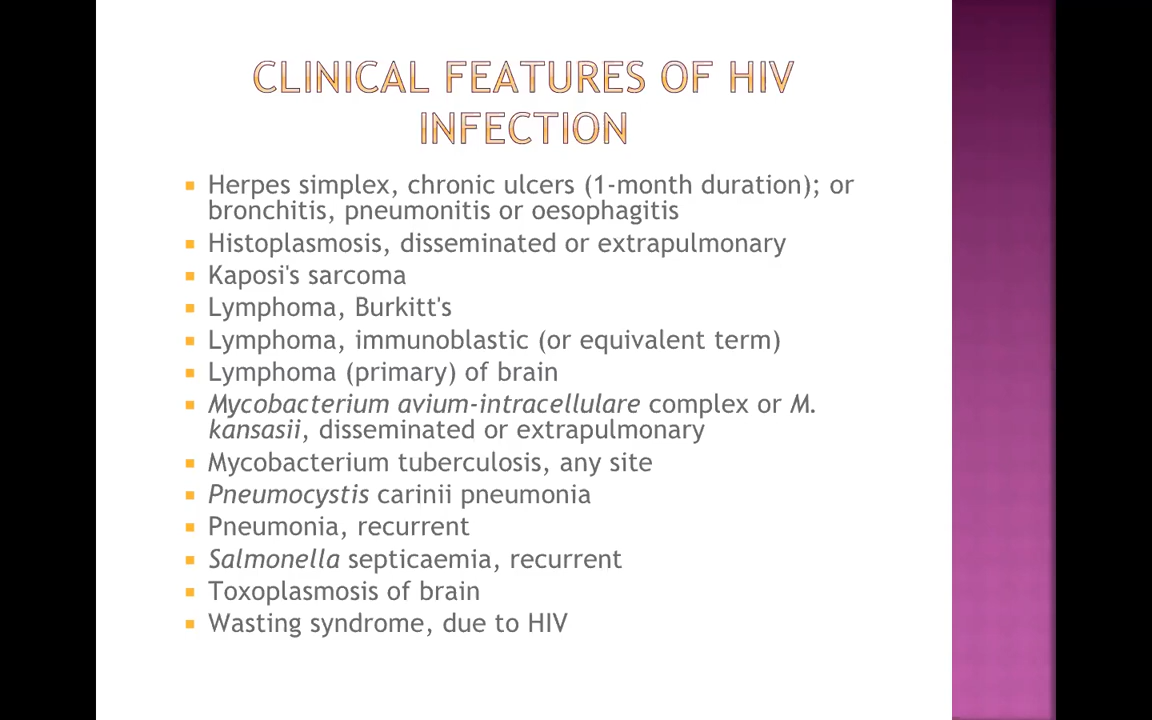 CLINICAL FEATURES OF HIV
INFECTION
Herpes simplex, chronic ulcers (1-month duration); or
bronchitis, pneumonitis or oesophagitis
Histoplasmosis, disseminated or extrapulmonary
Kaposi's sarcoma
Lymphoma, Burkitt's
Lymphoma, immunoblastic (or equivalent term)
Lymphoma (primary) of brain
Mycobacterium avium-intracellulare complex or M.
kansasii, disseminated or extrapulmonary
Mycobacterium tuberculosis, any site
Pneumocystis carinii pneumonia
Pneumonia, recurrent
Salmonella septicaemia, recurrent
Toxoplasmosis of brain
Wasting syndrome, due to HIV